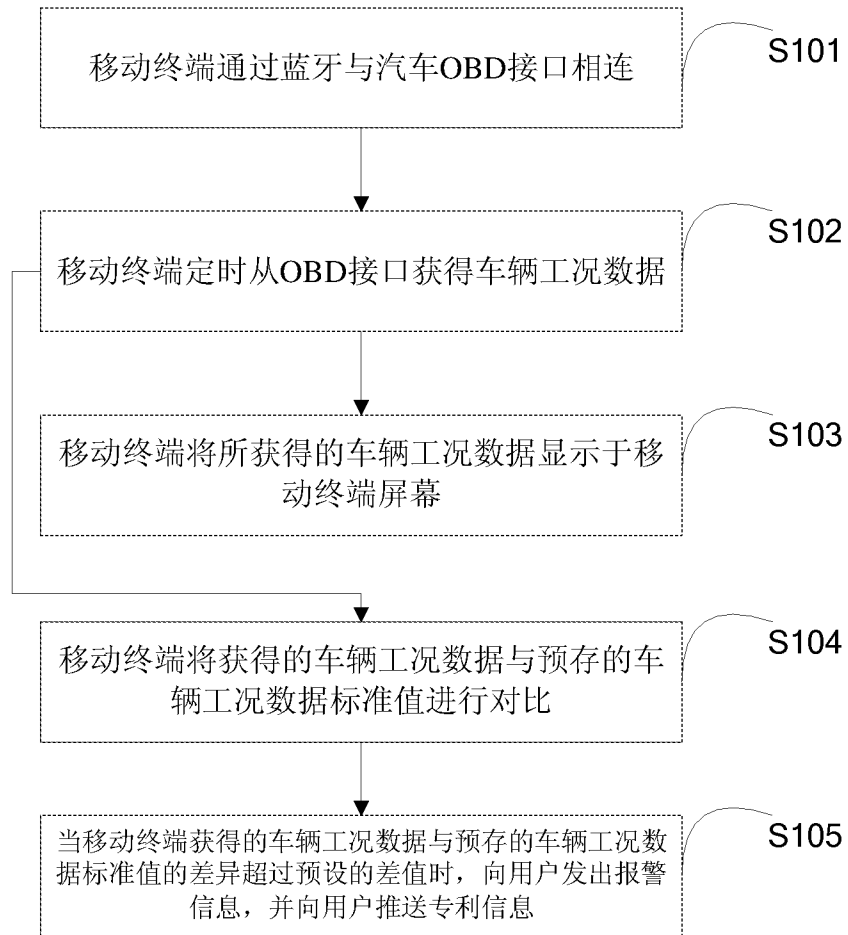 移动终端通过蓝牙与汽车OBD接口相连
S101
移动终端定时从OBD接口获得车辆工况数据
S102
移动终端将所获得的车辆工况数据显示于移
动终端屏幕
S103
移动终端将获得的车辆工况数据与预存的车
辆工况数据标准值进行对比
S104
当移动终端获得的车辆工况数据与预存的车辆工况数
据标准值的差异超过预设的差值时，向用户发出报警
信息，并向用户推送专利信息
S105